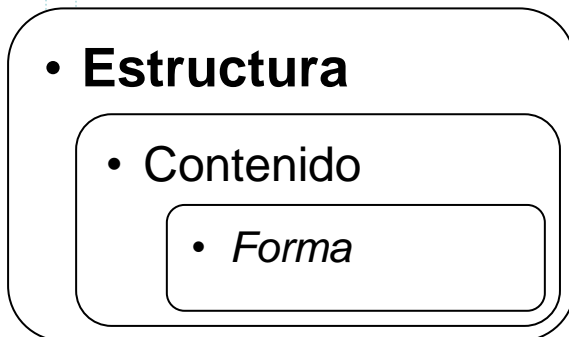 • Estructura
• Contenido
• Forma